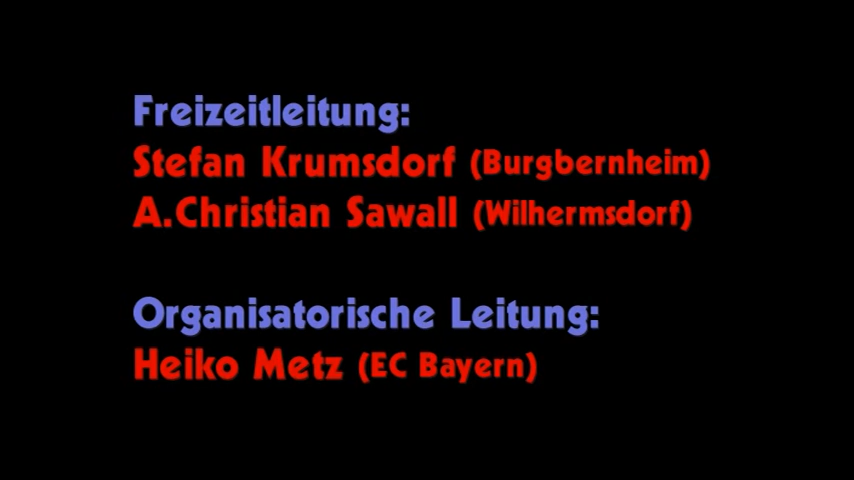 Freizeitleitung:
Stefan Krumsdorf (Burgbernheim)
A.Christian Sawall (Wilhermsdorf)
Organisatorische Leitung:
Heiko Metz (EC Bayern)